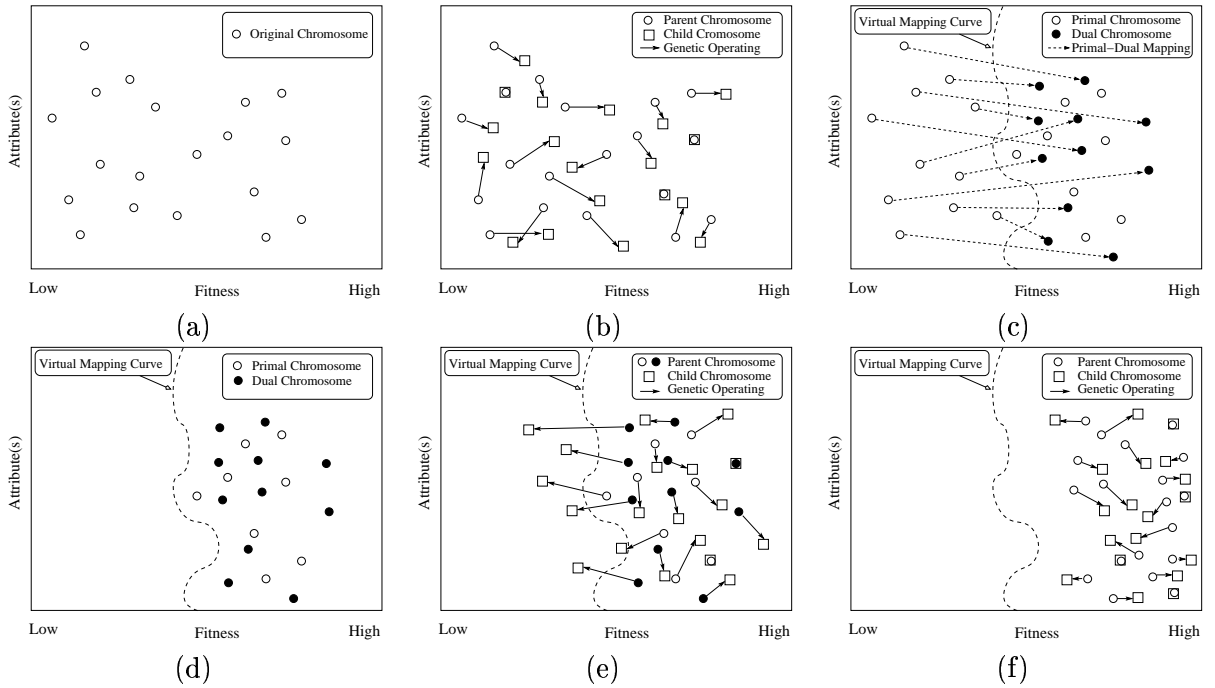 Original Chromosome
Attribute(s)
Low Fitness High
(a)
Parent Chromosome
Child Cromosome
Genetic Operating
Attribute(s)
Low Fitness High
(b)
Virtual Mapping Curve
Primal Chromosome
Dual Chromosome
Primal−Dual Mapping
Attribute(s)
Low Fitness High
(c)
Virtual Mapping Curve
Primal Chromosome
Dual Chromosome
Attribute(s)
Low Fitness High
(d)
Virtual Mapping Curve
Parent Chromosome
Child Chromosome
Genetic Operating
Attribute(s)
Low Fitness High
(e)
Virtual Mapping Curve
Parent Chromosome
Child Chromosome
Genetic Operating
Attribute(s)
Low Fitness High
(f)